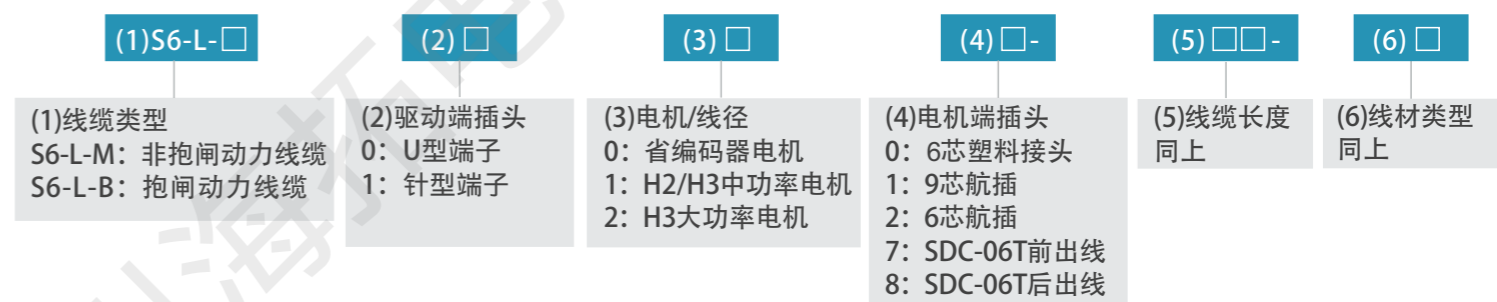 (1)S6-L-□
(2)□
(3)□
(4)□-
(5)□□-
(6)□
(1)线缆类型
S6-L-M：非抱闸动力线缆
S6-L-B：抱闸动力线缆
(2)驱动端插头
0：U型端子
1：针型端子
(3)电机/线径
0：省编码器电机
1：H2/H3中功率电机
2：H3大功率电机
(4)电机端插头
0：6芯塑料接头
1：9芯航插
2：6芯航插
7：SDC-06T前出线
8：SDC-06T后出线
(5)线缆长度
同上
(6)线材类型
同上